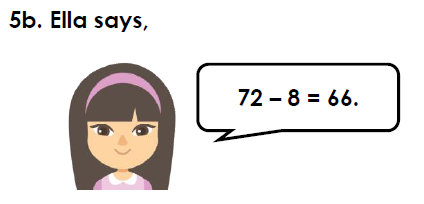 5b. Ella says,
72 – 8 = 66.